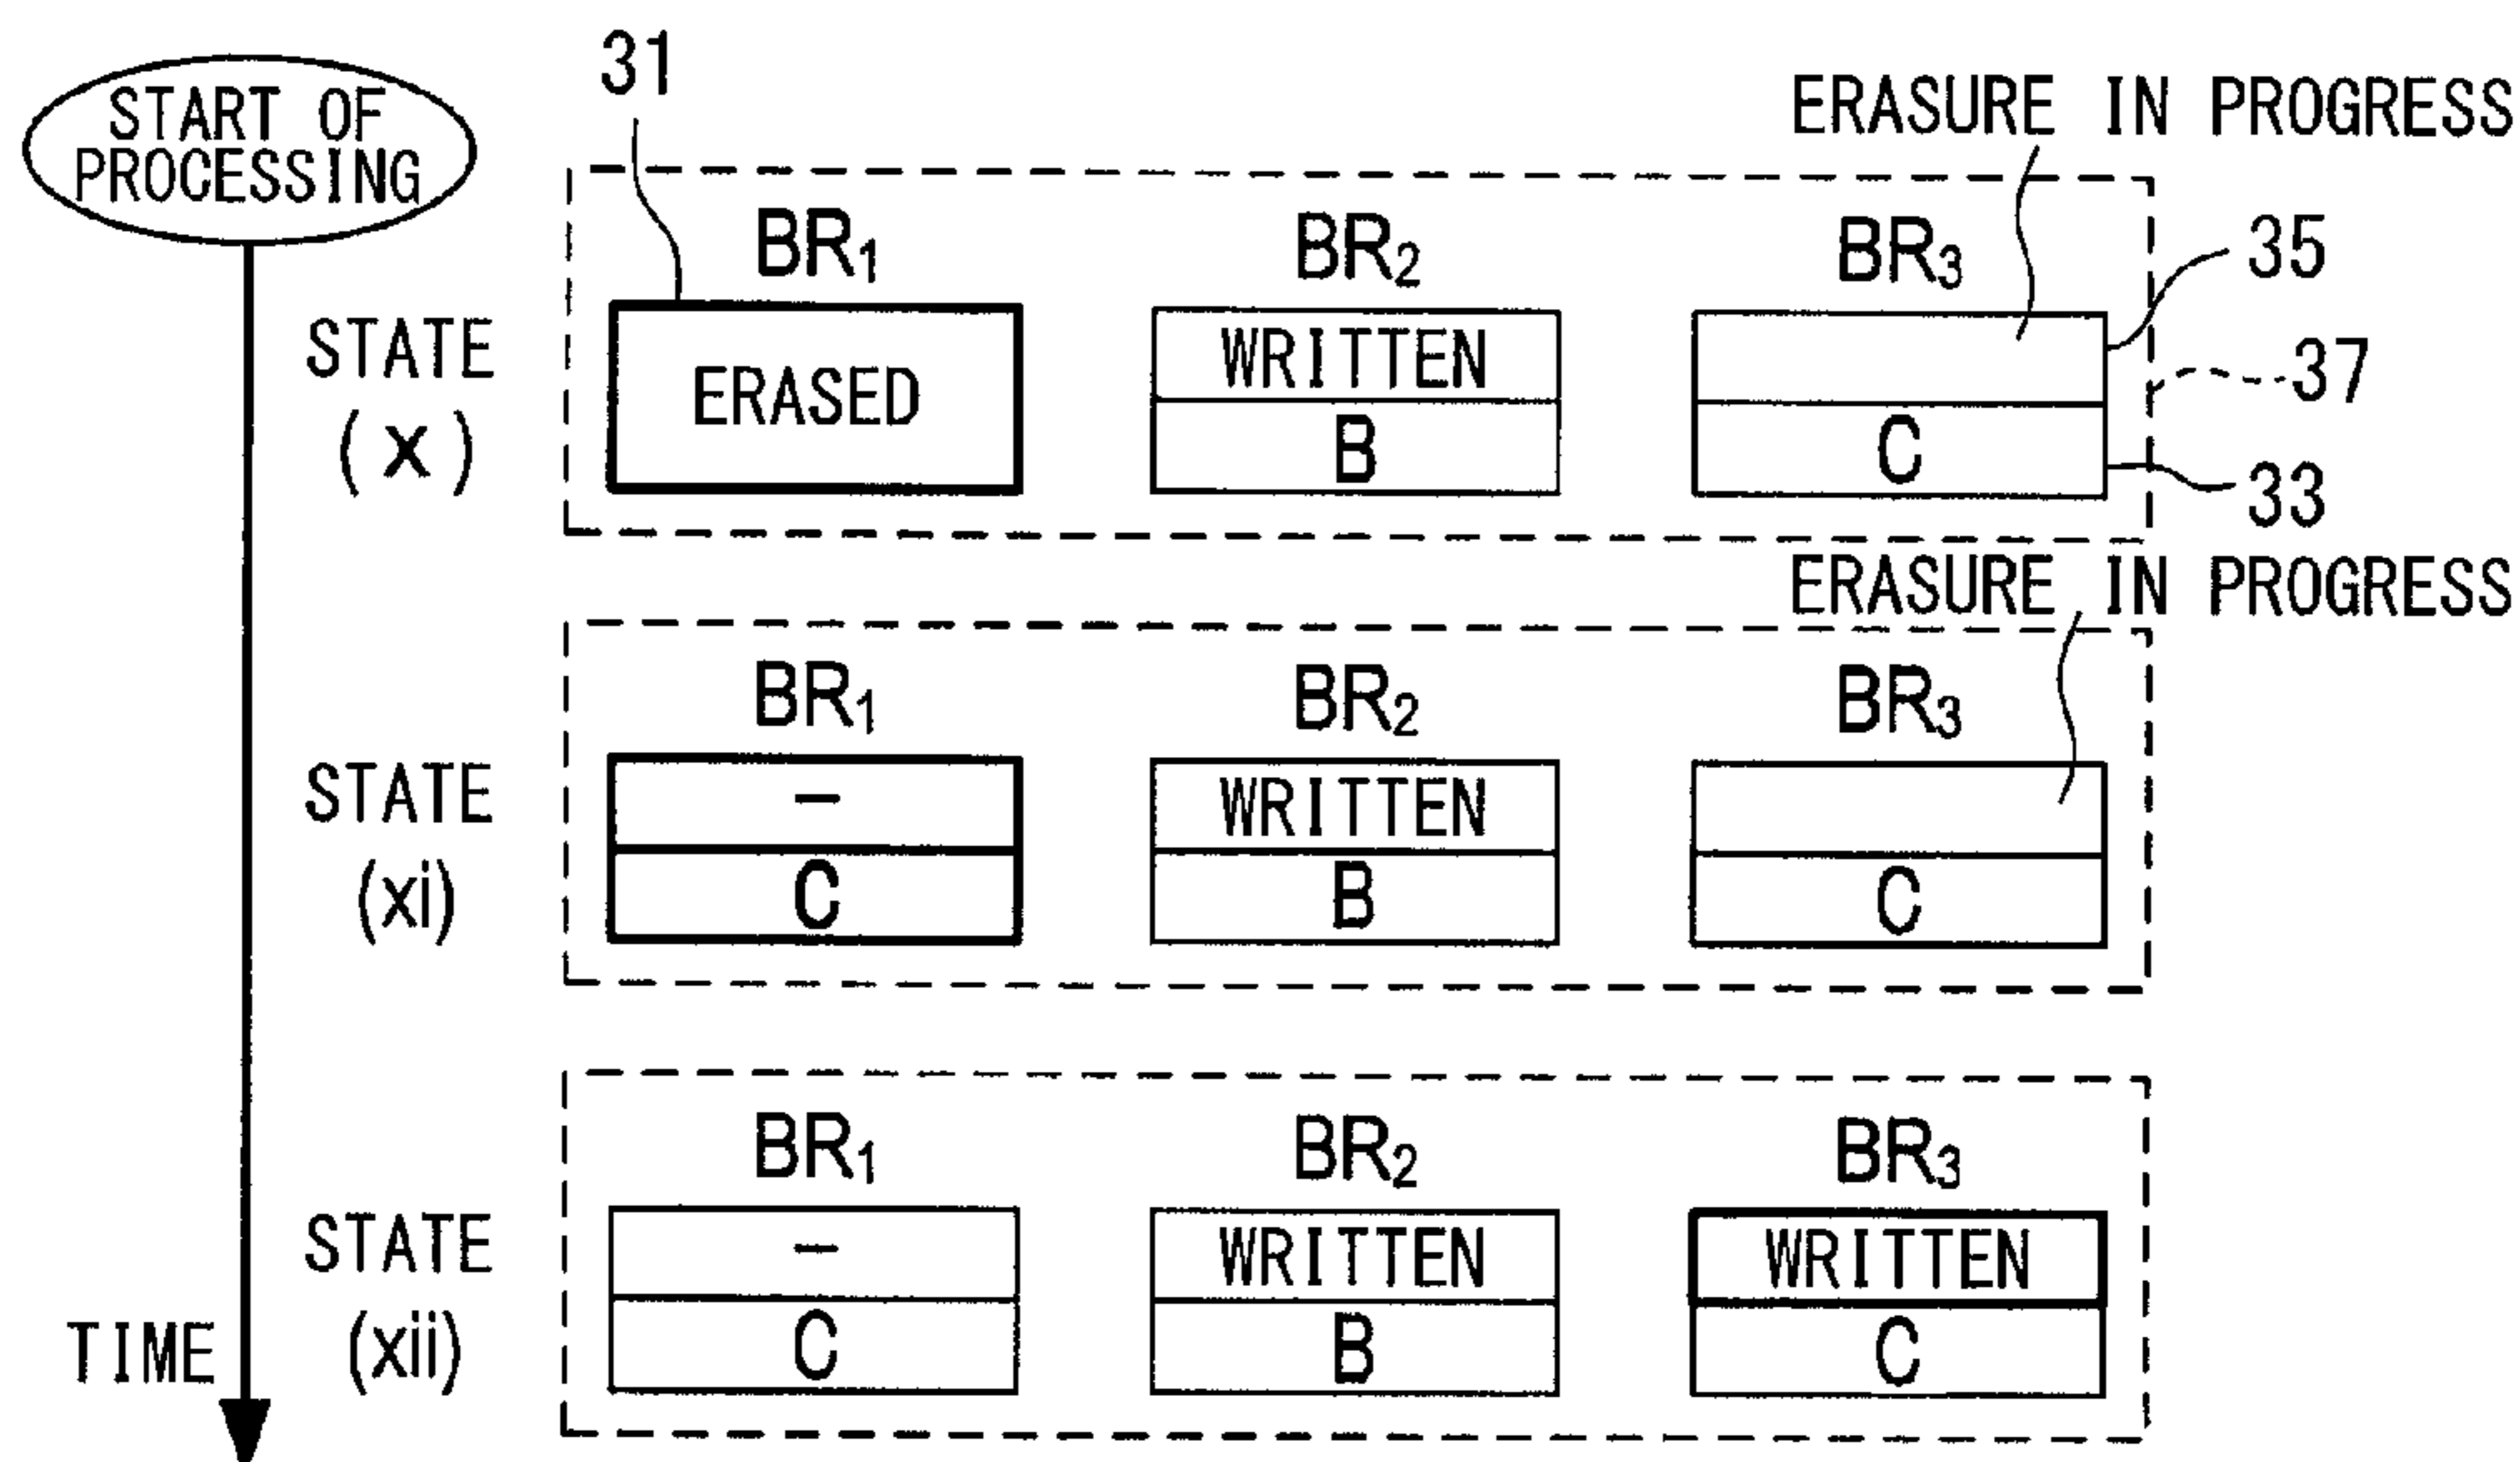 31
START OF
PROCESSING
ERASURE IN PROGRESS
BR₁ BR₂ BR₃
35
STATE
(x)
ERASED
WRITTEN
B
C
37
33
ERASURE IN PROGRESS
BR₁ BR₂ BR₃
STATE
(xi)
–
C
WRITTEN
B
C
BR₁ BR₂ BR₃
STATE
(xii)
–
C
WRITTEN
B
WRITTEN
C
TIME